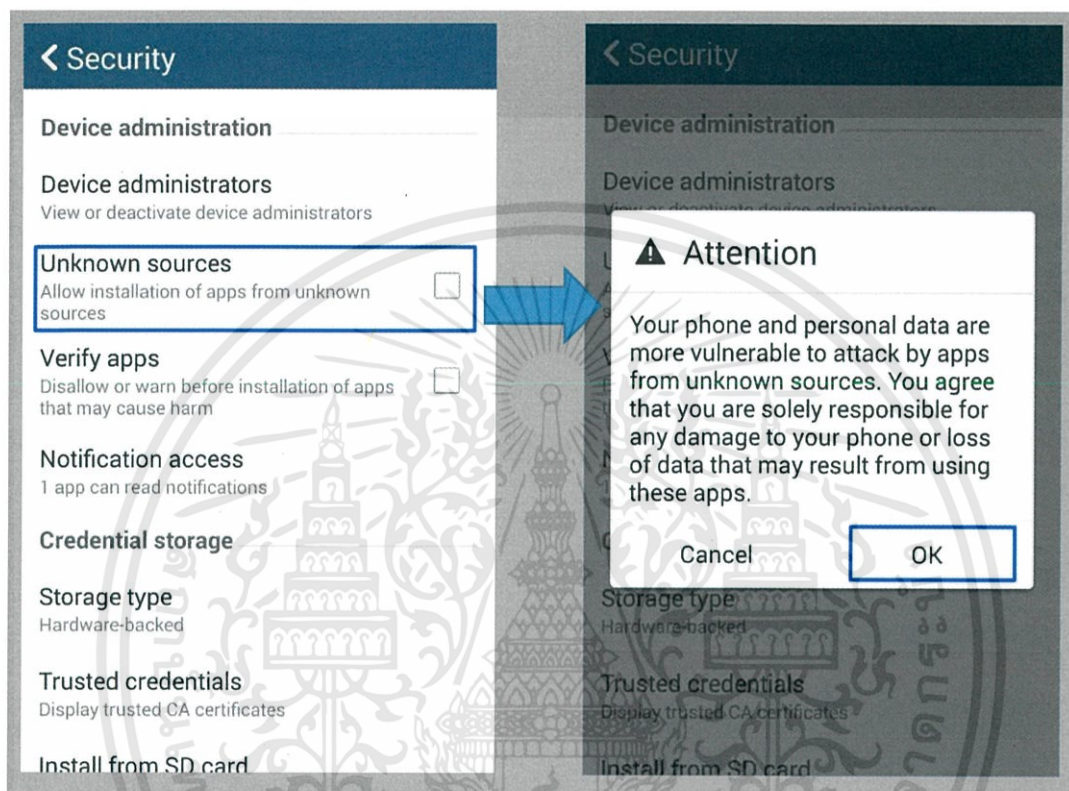 Security
Device administration
Device administrators
View or deactivate device administrators
Unknown sources
Allow installation of apps from unknown
sources
Verify apps
Disallow or warn before installation of apps
that may cause harm
Notification access
1 app can read notifications
Credential storage
Storage type
Hardware-backed
Trusted credentials
Display trusted CA certificates
Install from SD card
Security
Device administration
Device administrators
View or deactivate device administrators
Attention
Your phone and personal data are
more vulnerable to attack by apps
from unknown sources. You agree
that you are solely responsible for
any damage to your phone or loss
of data that may result from using
these apps.
Cancel
OK
Storage type
Hardware-backed
Trusted credentials
Display trusted CA certificates
Install from SD card